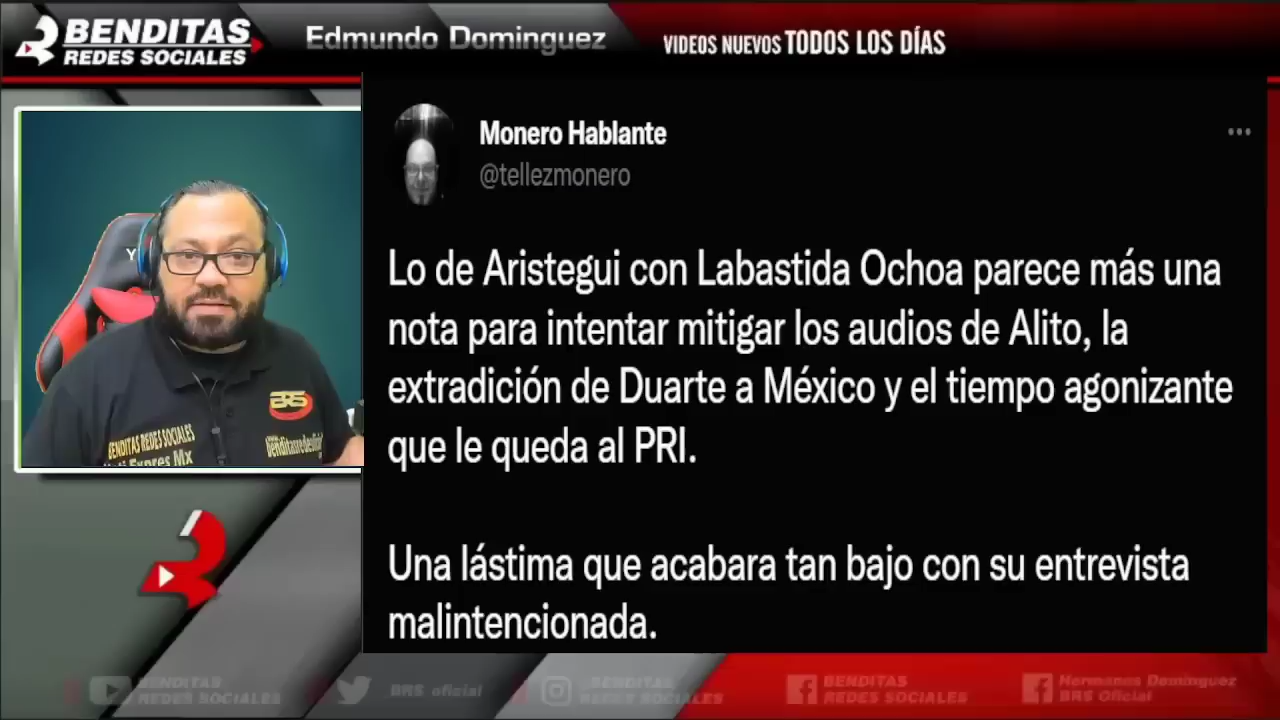 BENDITAS
REDES SOCIALES
Edmundo Dominguez
VIDEOS NUEVOS TODOS LOS DÍAS
Monero Hablante
@tellezmonero
Lo de Aristegui con Labastida Ochoa parece más una
nota para intentar mitigar los audios de Alito, la
extradición de Duarte a México y el tiempo agonizante
que le queda al PRI.
Una lástima que acabara tan bajo con su entrevista
malintencionada.
Y
BRS
BENDITAS REDES SOCIALES
Expres Mx
BENDITAS
REDES SOCIALES
BRS oficial
BENDITAS
REDES SOCIALES
BENDITAS
REDES SOCIALES
Hermanos Dominguez
BRS Oficial